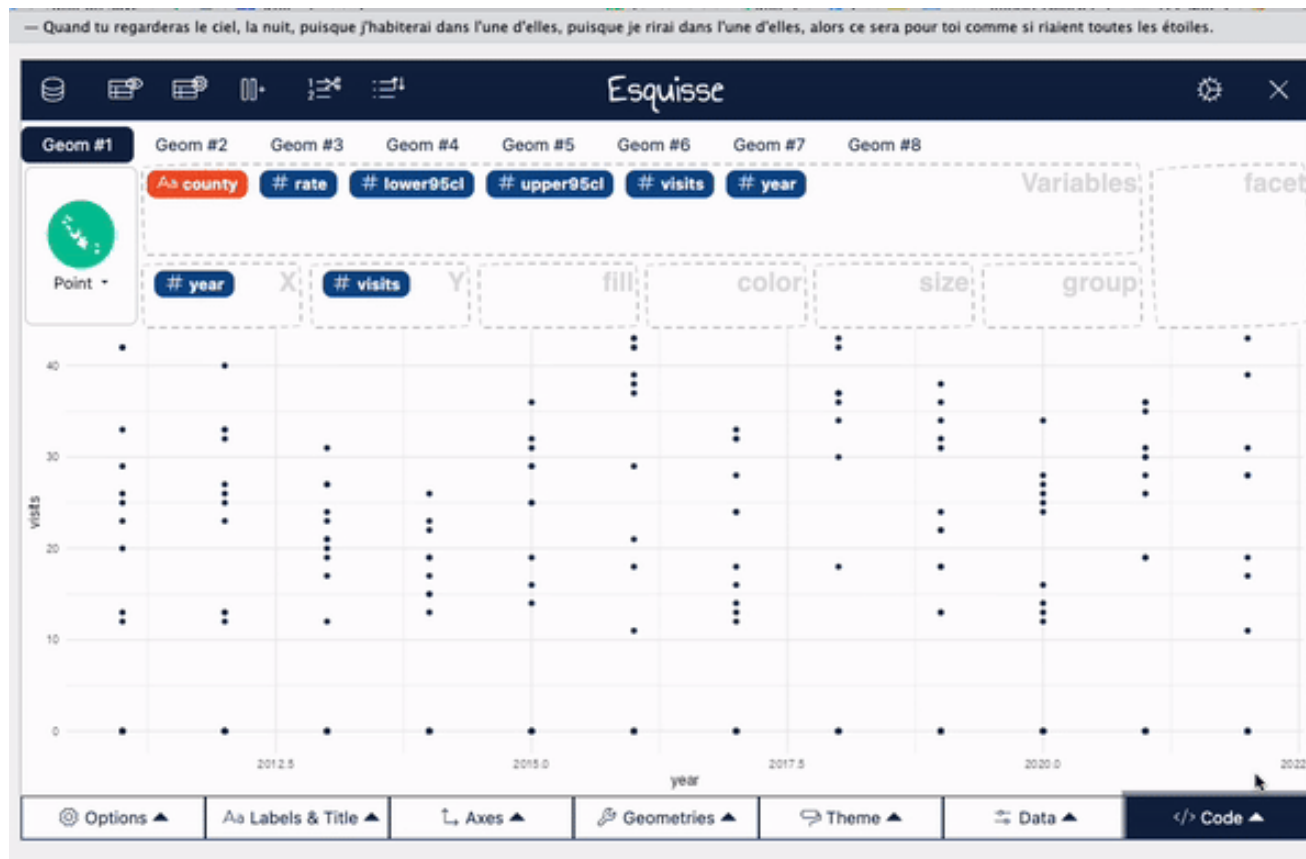 — Quand tu regarderas le ciel, la nuit, puisque j'habiterai dans l'une d'elles, puisque je rirai dans l'une d'elles, alors ce sera pour toi comme si riaient toutes les étoiles.
Esquisse
Geom #1 Geom #2 Geom #3 Geom #4 Geom #5 Geom #6 Geom #7 Geom #8
Aa county # rate # lower95cl # upper95cl # visits # year Variables facet
Point
# year X # visits Y fill color size group
40
30
20
10
0
visits
2012.5 2015.0 2017.5 2020.0 2022
year
Options Aa Labels & Title Axes Geometries Theme Data </> Code